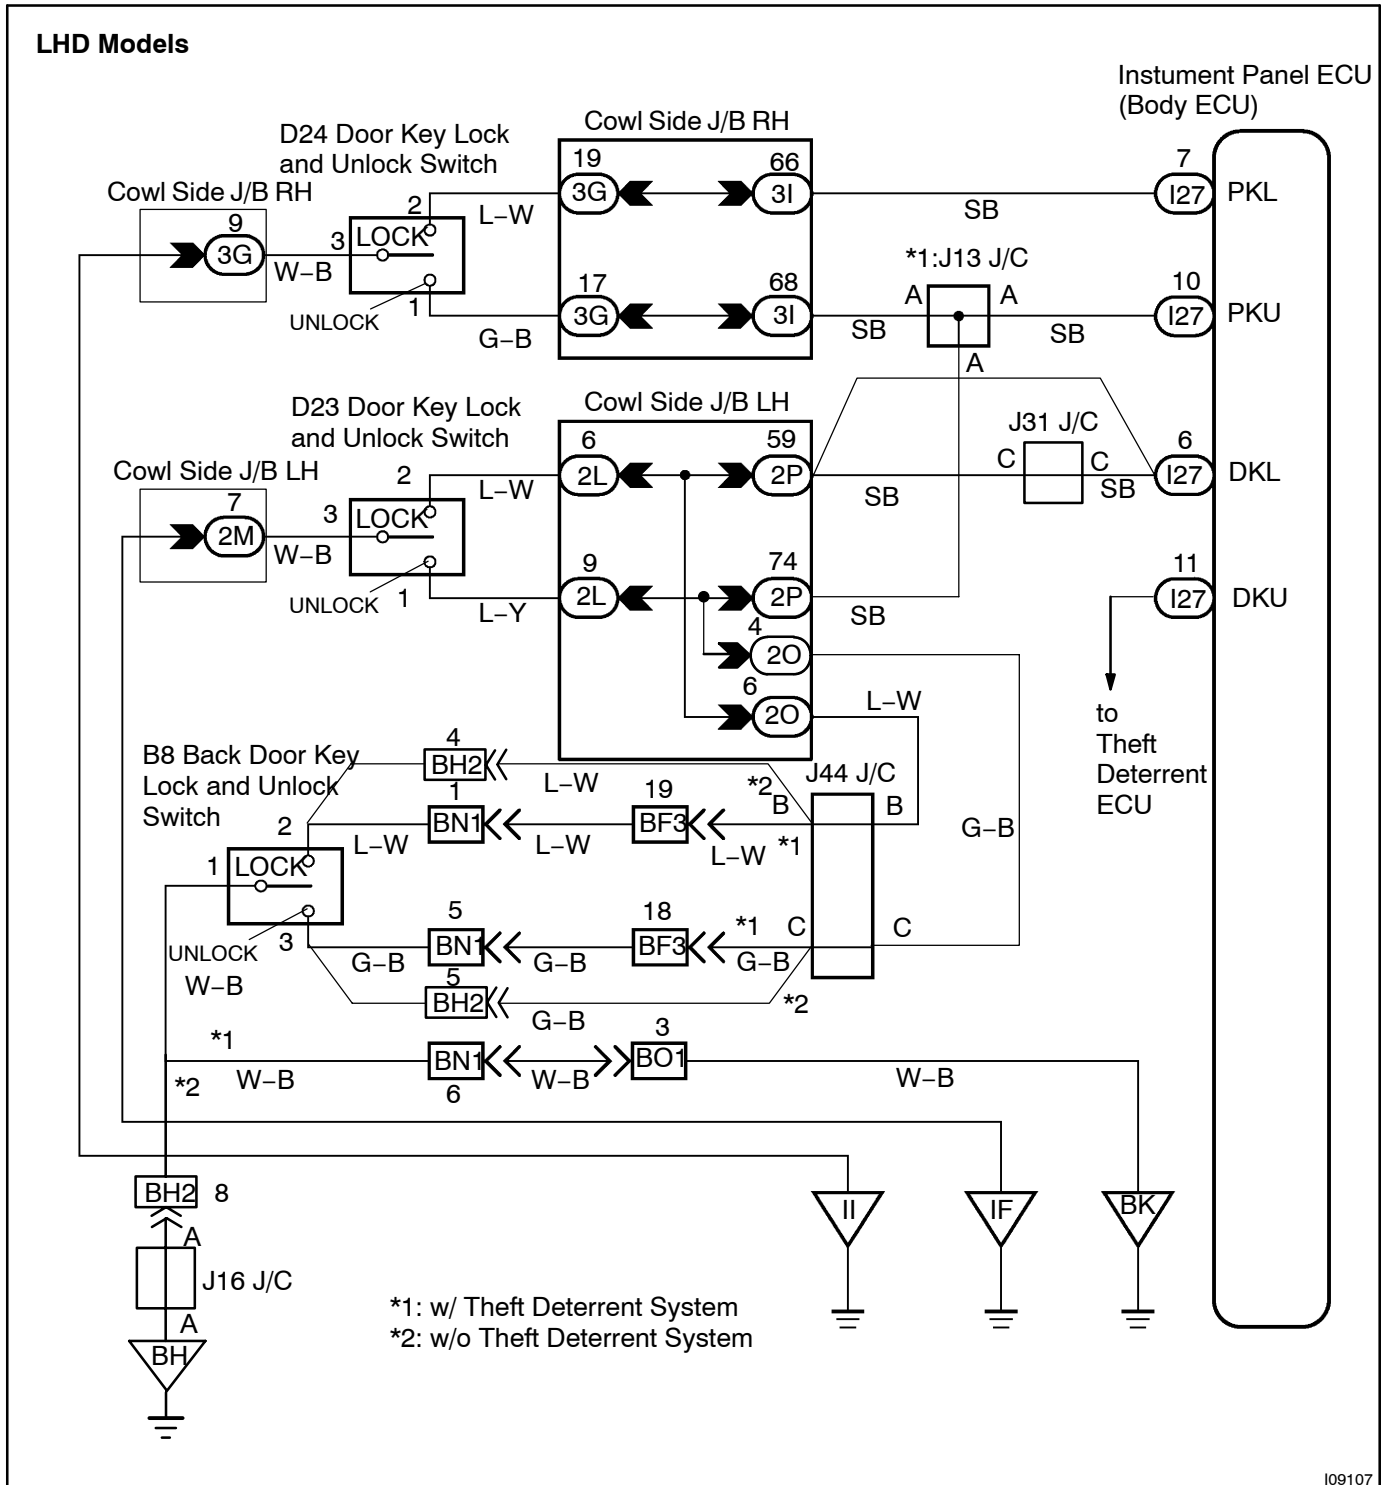 LHD Models
Instument Panel ECU
(Body ECU)
Cowl Side J/B RH
D24 Door Key Lock
and Unlock Switch
Cowl Side J/B RH
19
66
7
3G
3I
I27
PKL
2
L-W
SB
9
3G
3
LOCK
W-B
*1:J13 J/C
17
68
10
A
A
1
UNLOCK
3G
3I
I27
PKU
G-B
SB
SB
A
Cowl Side J/B LH
D23 Door Key Lock
and Unlock Switch
J31 J/C
6
59
6
Cowl Side J/B LH
2
C
C
2L
2P
I27
DKL
L-W
SB
SB
7
2M
3
LOCK
W-B
9
74
11
UNLOCK
1
2L
2P
I27
DKU
L-Y
SB
4
2O
6
2O
L-W
to
Theft
Deterrent
ECU
B8 Back Door Key
Lock and Unlock
Switch
4
BH2
L-W
J44 J/C
*2
1
19
B
B
2
BN1
BF3
G-B
L-W
L-W
L-W
*1
1
LOCK
5
18
*1
C
C
UNLOCK
3
BN1
BF3
G-B
G-B
G-B
W-B
5
BH2
*2
G-B
3
*1
BN1
BO1
*2
W-B
W-B
W-B
6
BH2
8
II
IF
BK
A
J16 J/C
A
*1: w/ Theft Deterrent System
*2: w/o Theft Deterrent System
BH
I09107